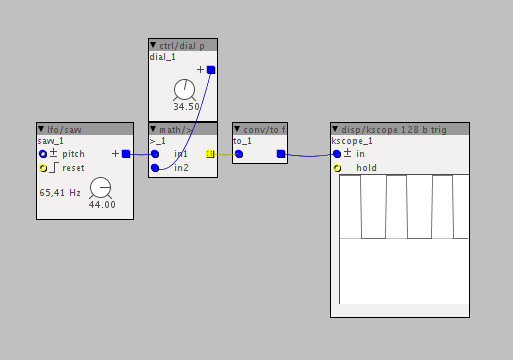 ctrl/dial p
dial_1
+
34.50
lfo/saw
saw_1
± pitch +
reset
65,41 Hz
44.00
math/>
>_1
in1
in2
conv/to f
to_1
disp/kscope 128 b trig
kscope_1
± in
hold